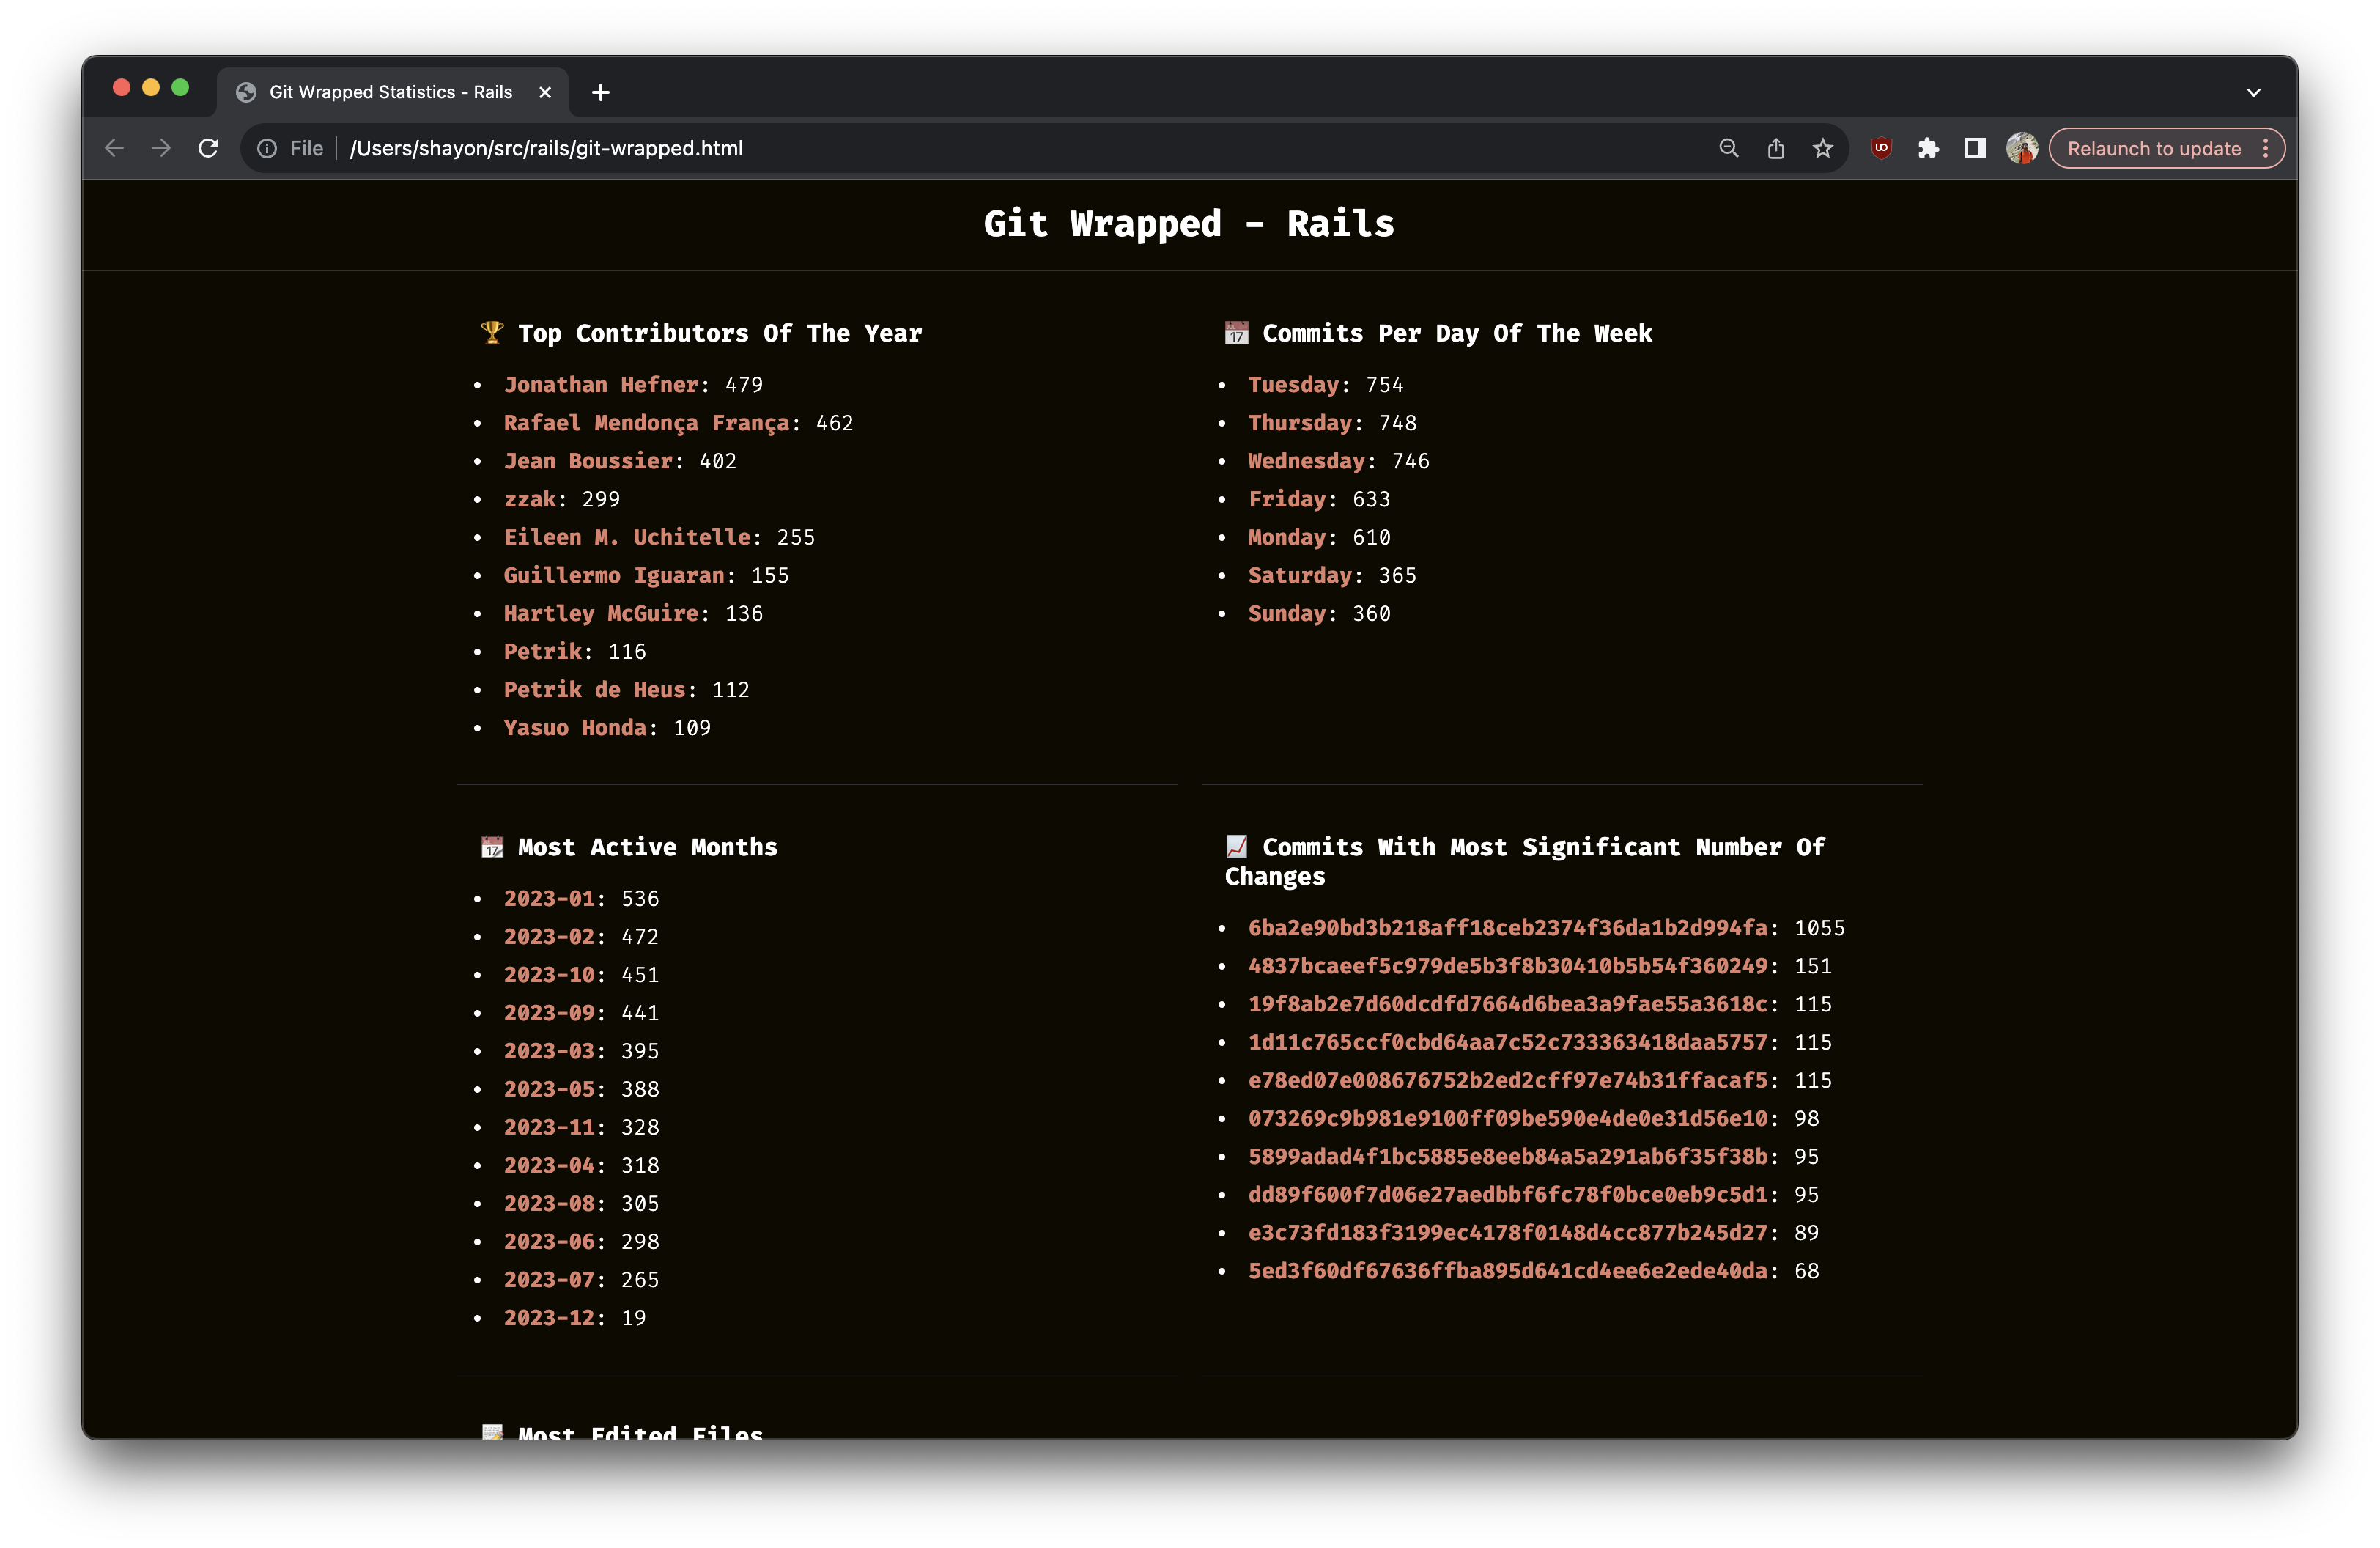 Git Wrapped Statistics - Rails
File
/Users/shayon/src/rails/git-wrapped.html
Relaunch to update
Git Wrapped - Rails
🏆 Top Contributors Of The Year
• Jonathan Hefner: 479
• Rafael Mendonça França: 462
• Jean Boussier: 402
• zzak: 299
• Eileen M. Uchitelle: 255
• Guillermo Iguaran: 155
• Hartley McGuire: 136
• Petrik: 116
• Petrik de Heus: 112
• Yasuo Honda: 109
📅 Commits Per Day Of The Week
• Tuesday: 754
• Thursday: 748
• Wednesday: 746
• Friday: 633
• Monday: 610
• Saturday: 365
• Sunday: 360
📆 Most Active Months
• 2023-01: 536
• 2023-02: 472
• 2023-10: 451
• 2023-09: 441
• 2023-03: 395
• 2023-05: 388
• 2023-11: 328
• 2023-04: 318
• 2023-08: 305
• 2023-06: 298
• 2023-07: 265
• 2023-12: 19
📈 Commits With Most Significant Number Of
Changes
• 6ba2e90bd3b218aff18ceb2374f36da1b2d994fa: 1055
• 4837bcaeef5c979de5b3f8b30410b5b54f360249: 151
• 19f8ab2e7d60dcdfd7664d6bea3a9fae55a3618c: 115
• 1d11c765ccf0cbd64aa7c52c733363418daa5757: 115
• e78ed07e008676752b2ed2cff97e74b31ffacaf5: 115
• 073269c9b981e9100ff09be590e4de0e31d56e10: 98
• 5899adad4f1bc5885e8eeb84a5a291ab6f35f38b: 95
• dd89f600f7d06e27aedbbf6fc78f0bce0eb9c5d1: 95
• e3c73fd183f3199ec4178f0148d4cc877b245d27: 89
• 5ed3f60df67636ffba895d641cd4ee6e2ede40da: 68
📝 Most Edited Files